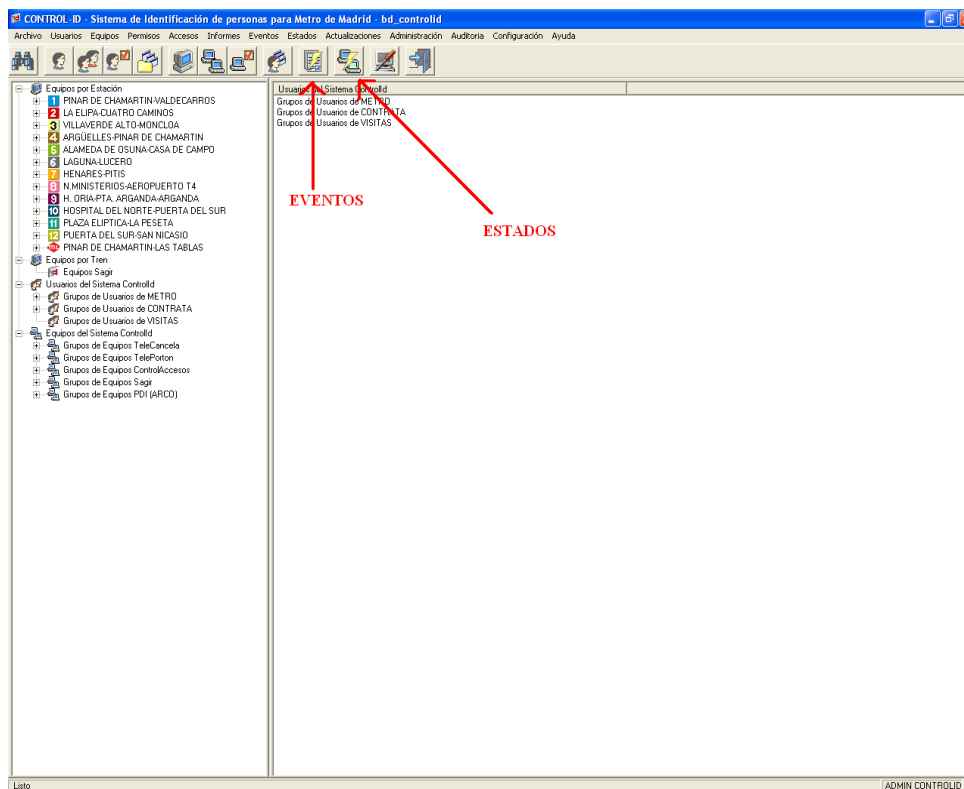 CONTROL-ID - Sistema de Identificación de personas para Metro de Madrid - bd_controlid
Archivo Usuarios Equipos Permisos Accesos Informes Eventos Estados Actualizaciones Administración Auditoria Configuración Ayuda
Equipos por Estación
1 PINAR DE CHAMARTIN-VALDECARROS
2 LA ELIPA-CUATRO CAMINOS
3 VILLAVERDE ALTO-MONCLOA
4 ARGÜELLES-PINAR DE CHAMARTIN
5 ALAMEDA DE OSUNA-CASA DE CAMPO
6 LAGUNA-LUCERO
7 HENARES-PITIS
8 N.MINISTERIOS-AEROPUERTO T4
9 H. ORIA-PTA. ARGANDA-ARGANDA
10 HOSPITAL DEL NORTE-PUERTA DEL SUR
11 PLAZA ELIPTICA-LA PESETA
12 PUERTA DEL SUR-SAN NICASIO
PINAR DE CHAMARTIN-LAS TABLAS
Equipos por Tren
Equipos Sagir
Usuarios del Sistema ControlId
Grupos de Usuarios de METRO
Grupos de Usuarios de CONTRATA
Grupos de Usuarios de VISITAS
Equipos del Sistema ControlId
Grupos de Equipos TeleCancela
Grupos de Equipos TelePorton
Grupos de Equipos ControlAccesos
Grupos de Equipos Sagir
Grupos de Equipos PDI (ARCO)
Usuarios del Sistema ControlId
Grupos de Usuarios de METRO
Grupos de Usuarios de CONTRATA
Grupos de Usuarios de VISITAS
EVENTOS
ESTADOS
Listo
ADMIN CONTROLID